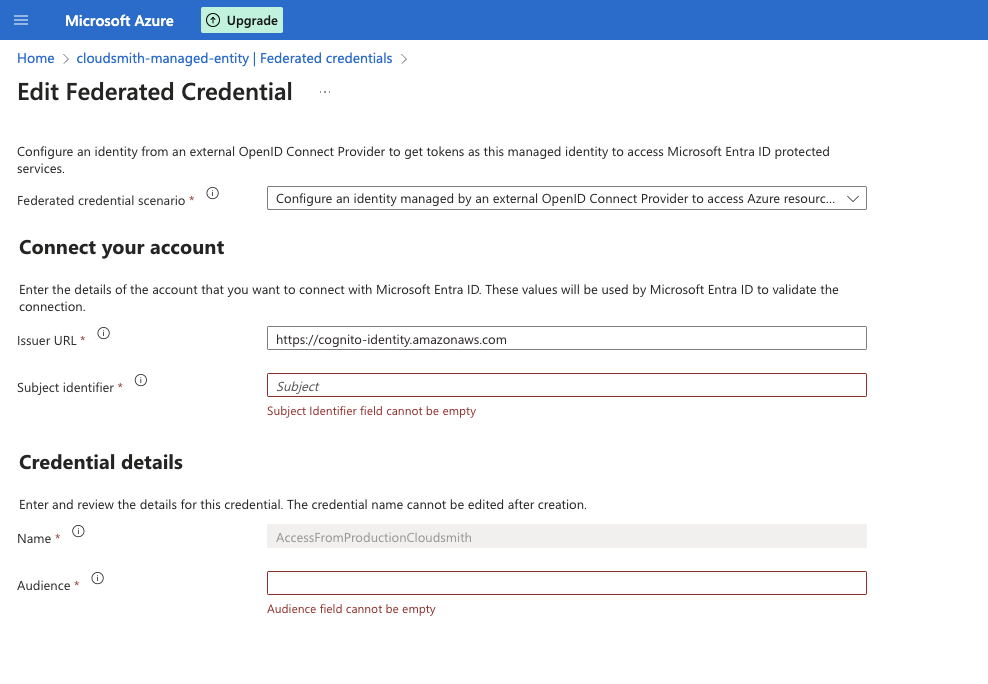 Microsoft Azure
Upgrade
Home > cloudsmith-managed-entity | Federated credentials >
Edit Federated Credential ...
Configure an identity from an external OpenID Connect Provider to get tokens as this managed identity to access Microsoft Entra ID protected
services.
Federated credential scenario *
Configure an identity managed by an external OpenID Connect Provider to access Azure resourc...
Connect your account
Enter the details of the account that you want to connect with Microsoft Entra ID. These values will be used by Microsoft Entra ID to validate the
connection.
Issuer URL *
https://cognito-identity.amazonaws.com
Subject identifier *
Subject
Subject Identifier field cannot be empty
Credential details
Enter and review the details for this credential. The credential name cannot be edited after creation.
Name *
AccessFromProductionCloudsmith
Audience *
Audience field cannot be empty